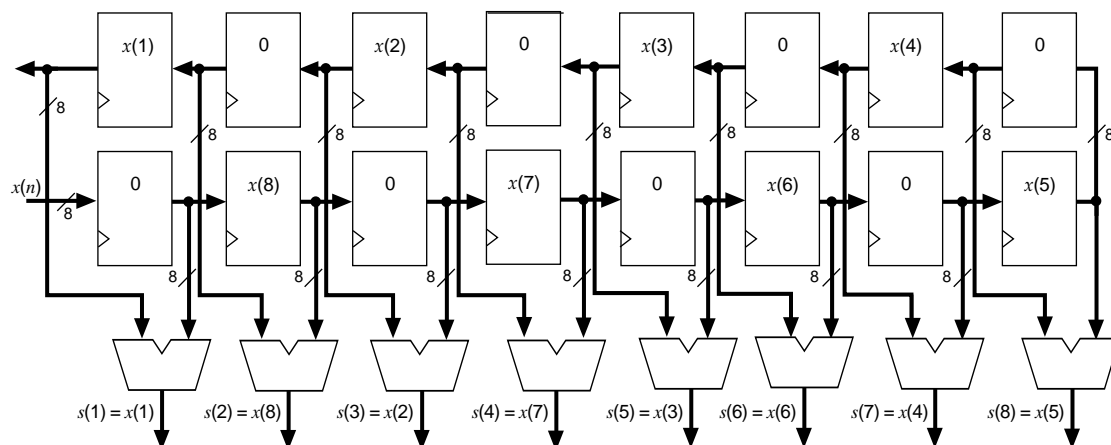 x(1) 0 x(2) 0 x(3) 0 x(4) 0
8 8 8 8 8 8 8 8 8
x(n) 8 0 x(8) 0 x(7) 0 x(6) 0 x(5)
8 8 8 8 8 8 8
s(1) = x(1) s(2) = x(8) s(3) = x(2) s(4) = x(7) s(5) = x(3) s(6) = x(6) s(7) = x(4) s(8) = x(5)